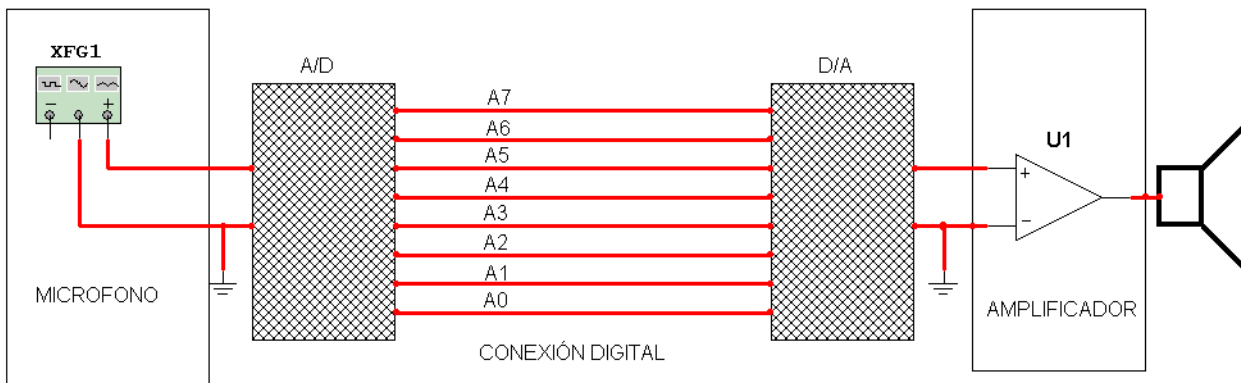 XFG1
A/D
D/A
A7
A6
A5
A4
A3
A2
A1
A0
U1
MICROFONO
CONEXIÓN DIGITAL
AMPLIFICADOR